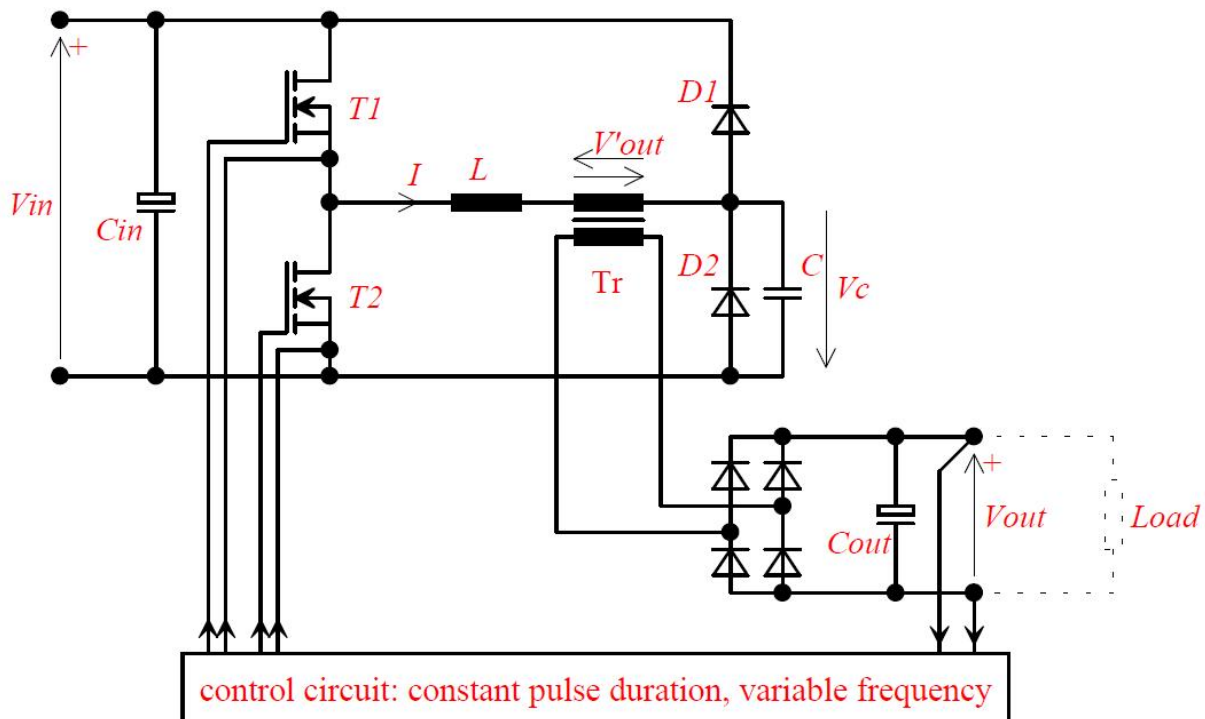 +
T1
D1
V'out
I
L
Vin
Cin
D2
C
Vc
Tr
T2
+
Vout
Load
Cout
control circuit: constant pulse duration, variable frequency